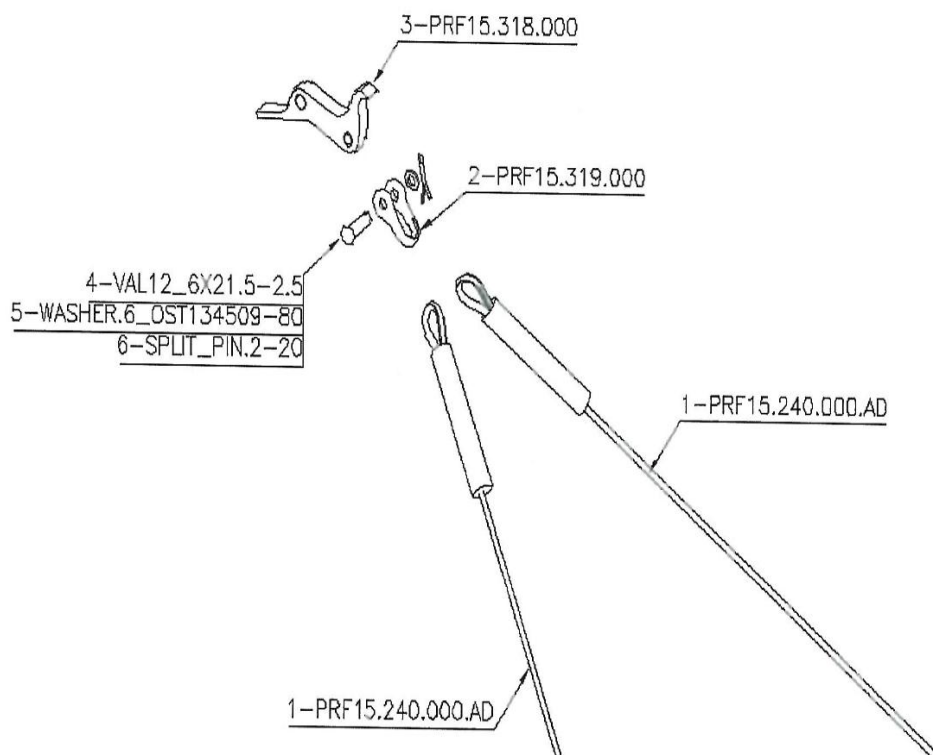 3-PRF15.318.000
2-PRF15.319.000
4-VAL12_6X21.5-2.5
5-WASHER.6_OST134509-80
6-SPLIT_PIN.2-20
1-PRF15.240.000.AD
1-PRF15.240.000.AD